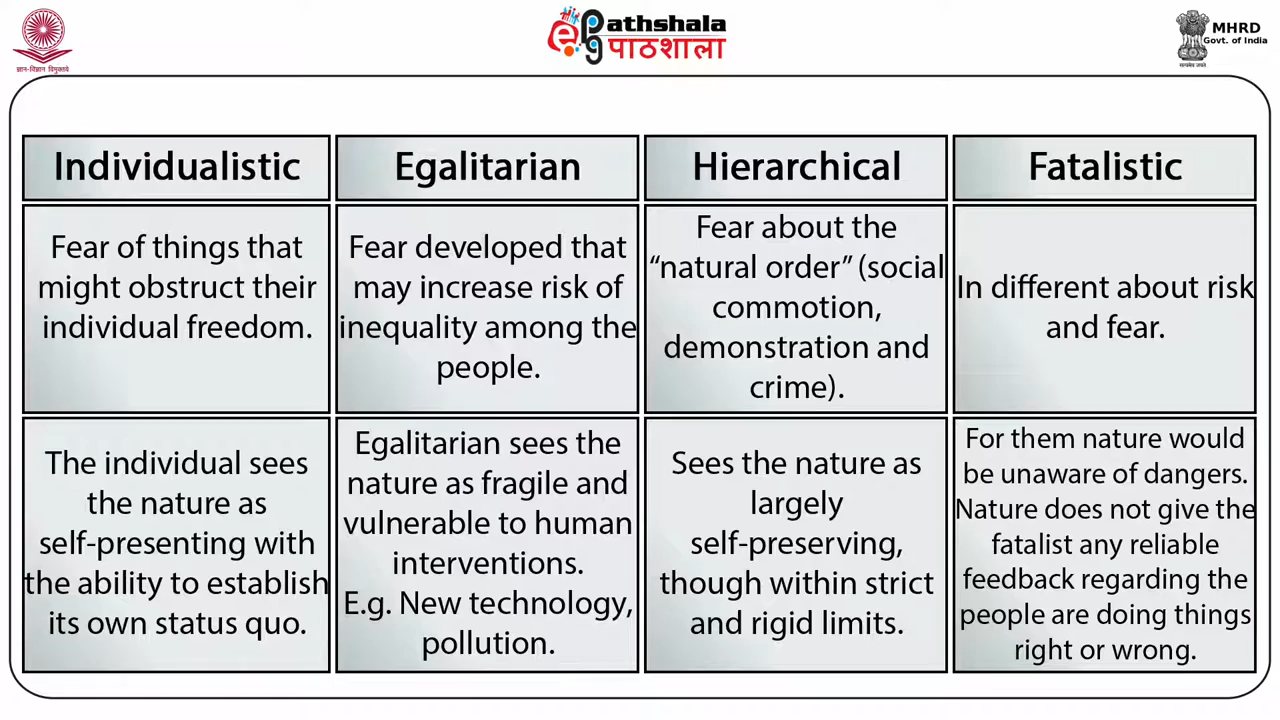 ज्ञान-विज्ञान विमुक्तये
ePG Pathshala
पाठशाला
MHRD
Govt. of India
सत्यमेव जयते
Individualistic
Egalitarian
Hierarchical
Fatalistic
Fear of things that
might obstruct their
individual freedom.
Fear developed that
may increase risk of
inequality among the
people.
Fear about the
“natural order” (social
commotion,
demonstration and
crime).
In different about risk
and fear.
The individual sees
the nature as
self-presenting with
the ability to establish
its own status quo.
Egalitarian sees the
nature as fragile and
vulnerable to human
interventions.
E.g. New technology,
pollution.
Sees the nature as
largely
self-preserving,
though within strict
and rigid limits.
For them nature would
be unaware of dangers.
Nature does not give the
fatalist any reliable
feedback regarding the
people are doing things
right or wrong.